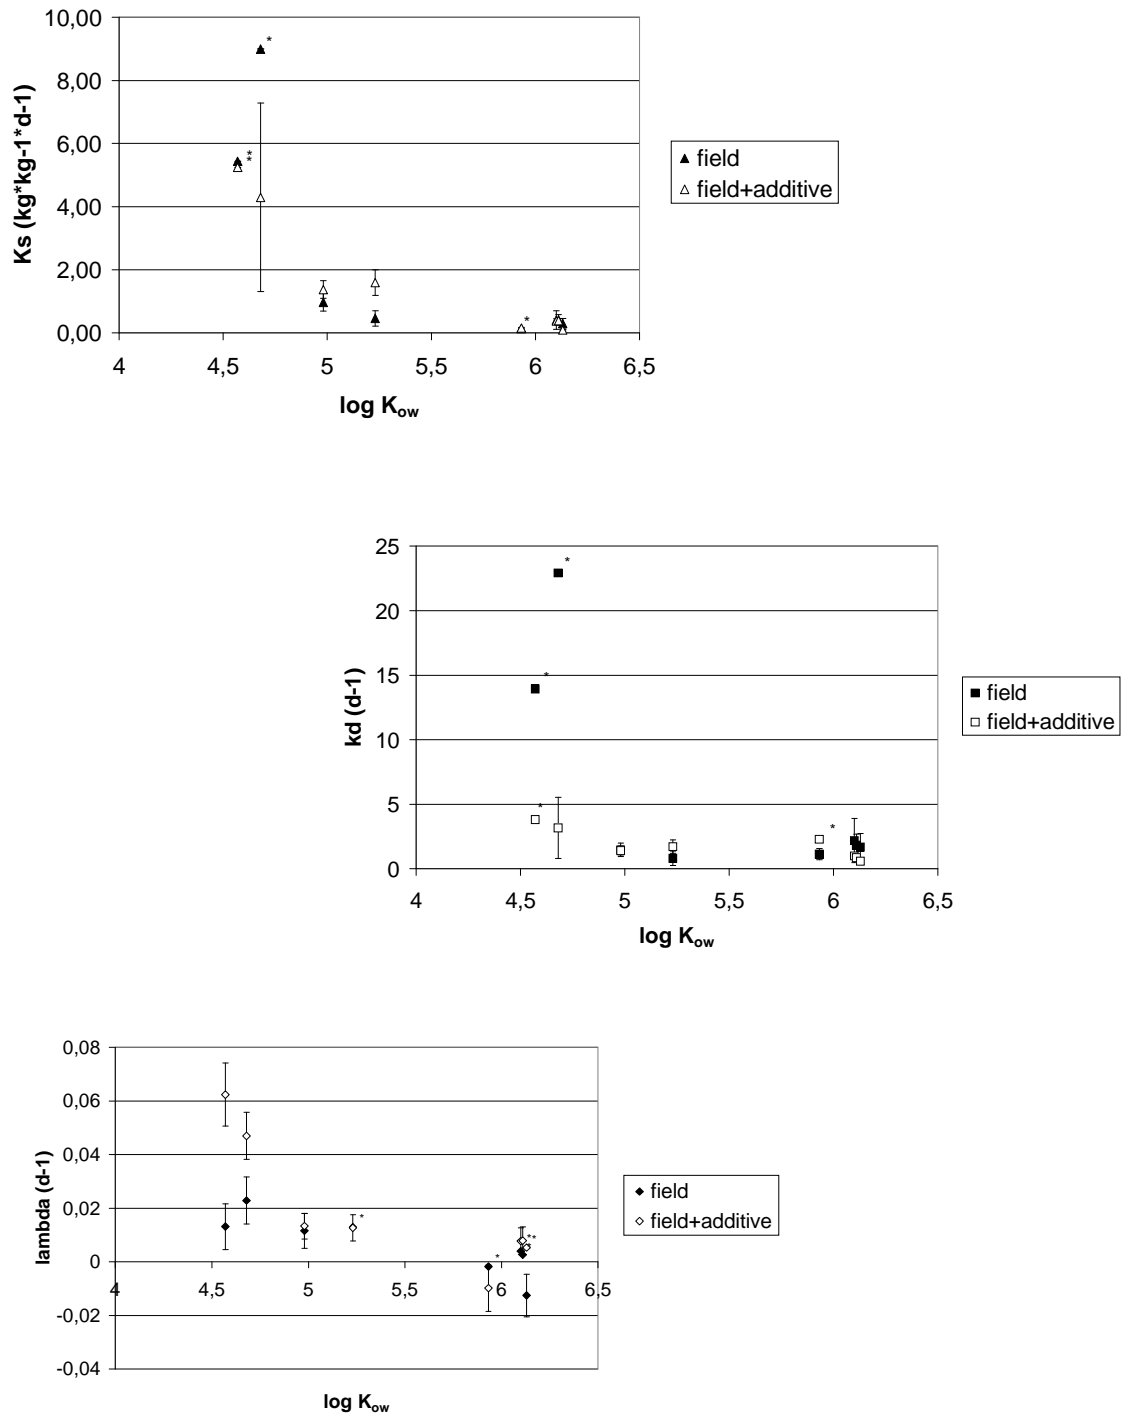 10,00
8,00
6,00
4,00
2,00
0,00
Ks (kg*kg-1*d-1)
*
*
*
*
4 4,5 5 5,5 6 6,5
log Kow
field
field+additive
25
20
15
10
5
0
kd (d-1)
*
*
*
*
4 4,5 5 5,5 6 6,5
log Kow
field
field+additive
0,08
0,06
0,04
0,02
0
-0,02
-0,04
lambda (d-1)
*
*
* *
4 4,5 5 5,5 6 6,5
log Kow
field
field+additive